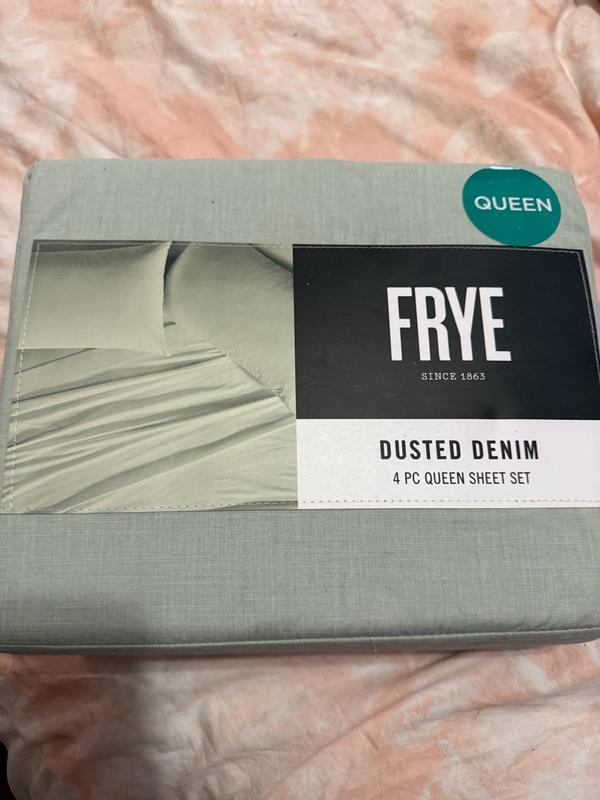 QUEEN
FRYE
SINCE 1863
DUSTED DENIM
4 PC QUEEN SHEET SET